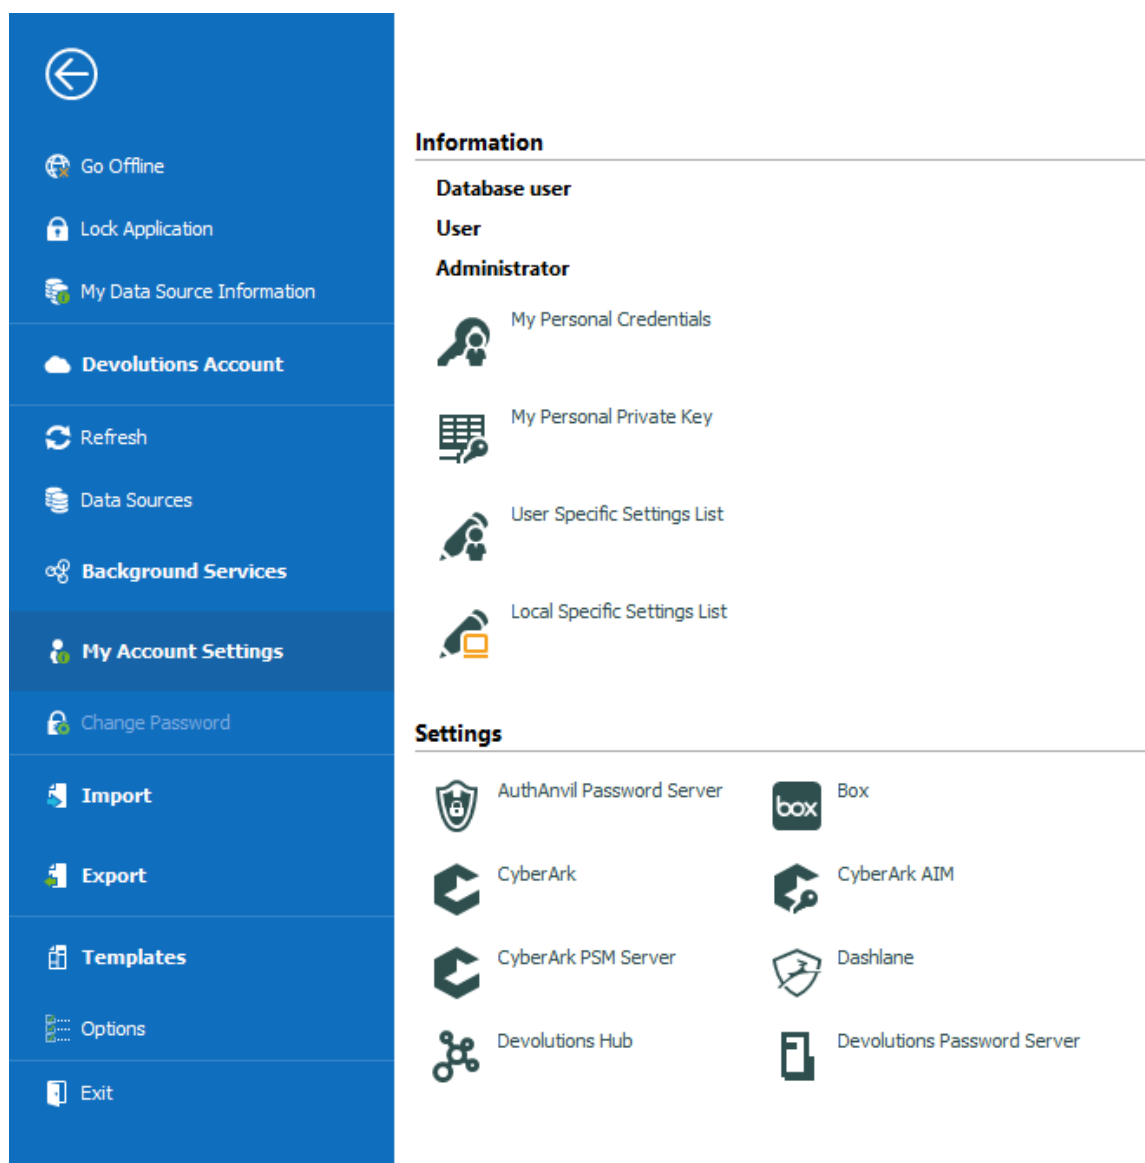 Go Offline
Lock Application
My Data Source Information
Devolutions Account
Refresh
Data Sources
Background Services
My Account Settings
Change Password
Import
Export
Templates
Options
Exit
Information
Database user
User
Administrator
My Personal Credentials
My Personal Private Key
User Specific Settings List
Local Specific Settings List
Settings
AuthAnvil Password Server
box
Box
CyberArk
CyberArk AIM
CyberArk PSM Server
Dashlane
Devolutions Hub
Devolutions Password Server